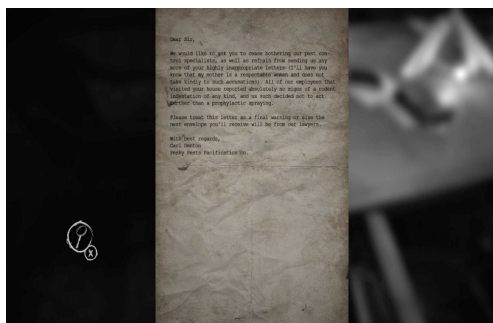 Dear Sir,
We would like to ask you to cease bothering our pest con-
trol specialists, as well as refrain from sending us any
more of your highly inappropriate letters (I'll have you
know that my mother is a respectable woman and does not
take kindly to such accusations). All of our employees that
visited your house reported absolutely no signs of a rodent
infestation of any kind, and as such decided not to act
further than a prophylactic spraying.
Please treat this letter as a final warning or else the
next envelope you'll receive will be from our lawyers.
With best regards,
Carl Denton
Perky Pests Pacification co.
X